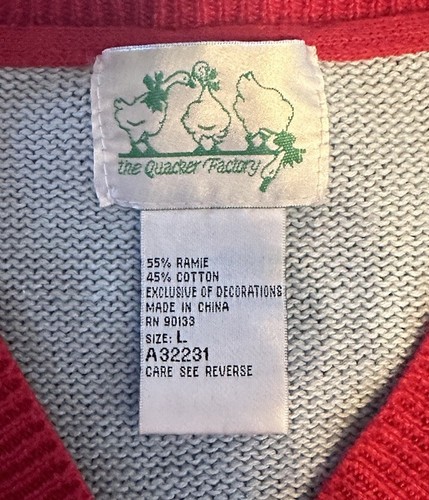 the Quacker Factory
55% RAMIE
45% COTTON
EXCLUSIVE OF DECORATIONS
MADE IN CHINA
RN 90133
SIZE: L
A32231
CARE SEE REVERSE